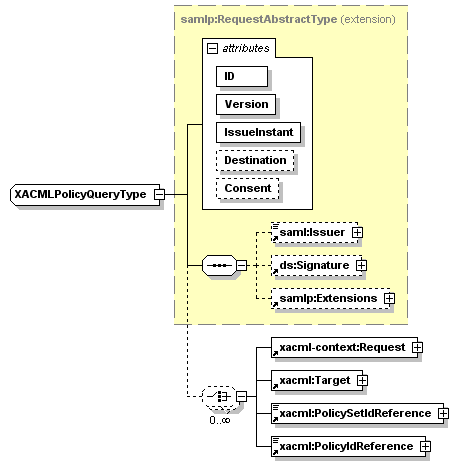 samlp:RequestAbstractType (extension)
attributes
ID
Version
IssueInstant
Destination
Consent
XACMLPolicyQueryType
saml:Issuer
ds:Signature
samlp:Extensions
xacml-context:Request
xacml:Target
0..∞
xacml:PolicySetIdReference
xacml:PolicyIdReference